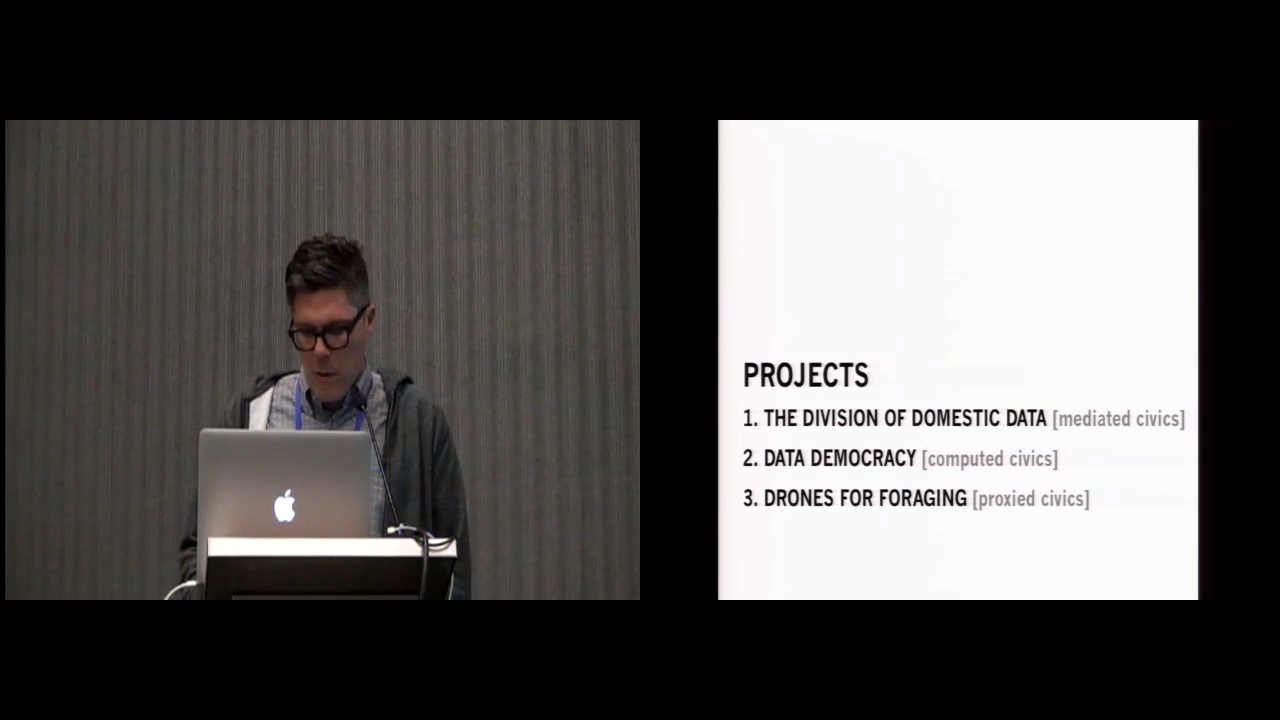 PROJECTS
1. THE DIVISION OF DOMESTIC DATA [mediated civics]
2. DATA DEMOCRACY [computed civics]
3. DRONES FOR FORAGING [proxied civics]